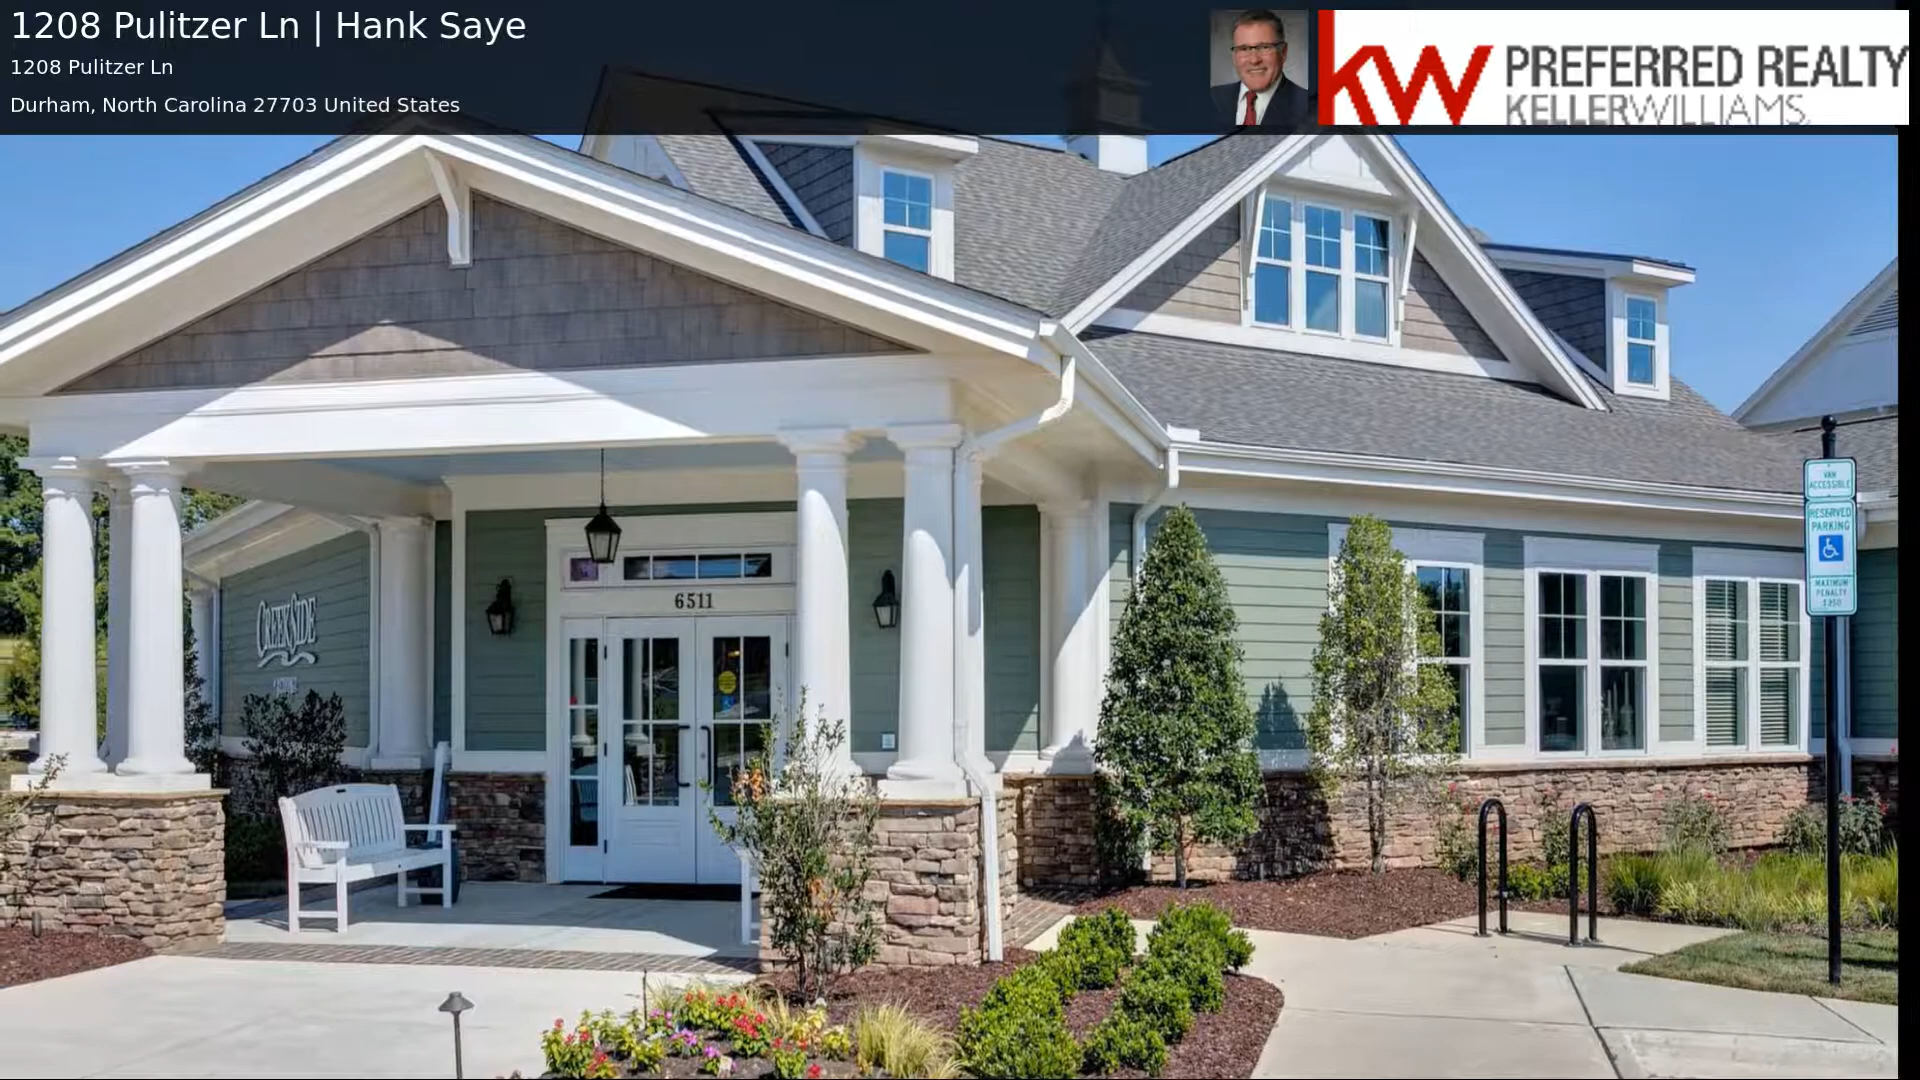 1208 Pulitzer Ln | Hank Saye
1208 Pulitzer Ln
Durham, North Carolina 27703 United States
kw PREFERRED REALTY
KELLERWILLIAMS.
6511
CREEKSIDE
VAN
ACCESSIBLE
RESERVED
PARKING
MAXIMUM
PENALTY